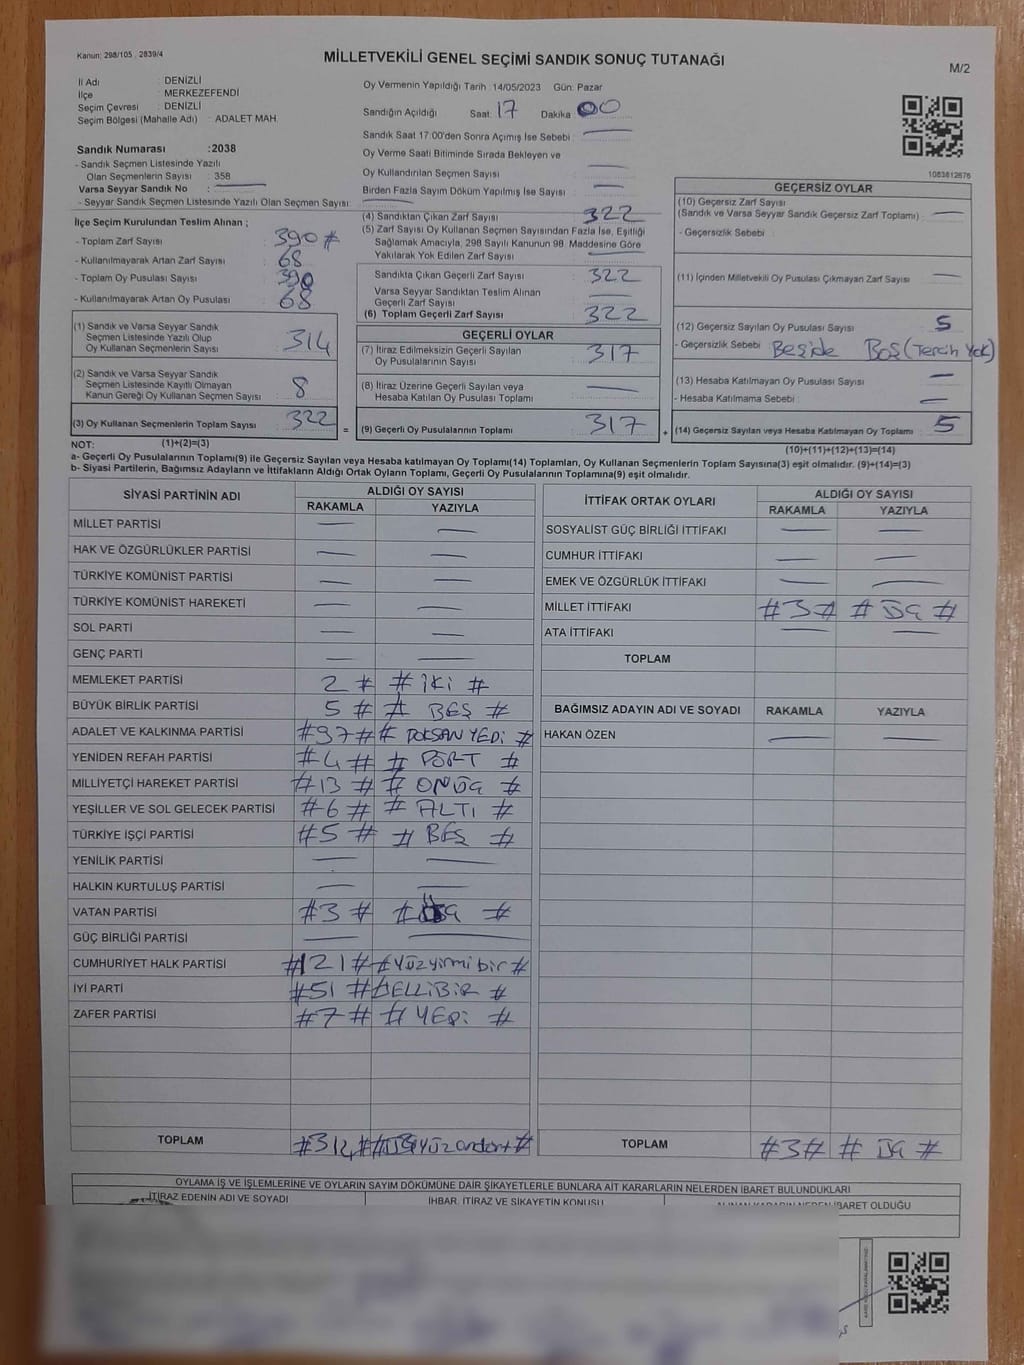 Kanun: 298/105 , 2839/4
MİLLETVEKİLİ GENEL SEÇİMİ SANDIK SONUÇ TUTANAĞI
M/2
İl Adı : DENİZLİ
İlçe : MERKEZEFENDİ
Seçim Çevresi : DENİZLİ
Seçim Bölgesi (Mahalle Adı) : ADALET MAH.
Oy Vermenin Yapıldığı Tarih : 14/05/2023 Gün: Pazar
Sandığın Açıldığı Saat: 17 Dakika: 00
Sandık Saat 17:00'den Sonra Açımış İse Sebebi : —
Sandık Numarası :2038
- Sandık Seçmen Listesinde Yazılı
Olan Seçmenlerin Sayısı : 358
Varsa Seyyar Sandık No : —
- Seyyar Sandık Seçmen Listesinde Yazılı Olan Seçmen Sayısı: —
Oy Verme Saati Bitiminde Sırada Bekleyen ve
Oy Kullandırılan Seçmen Sayısı : —
Birden Fazla Sayım Döküm Yapılmış İse Sayısı : —
1083612676
İlçe Seçim Kurulundan Teslim Alınan ;
- Toplam Zarf Sayısı : 390 #
- Kullanılmayarak Artan Zarf Sayısı : 68
- Toplam Oy Pusulası Sayısı : 390
- Kullanılmayarak Artan Oy Pusulası : 68
(1) Sandık ve Varsa Seyyar Sandık
Seçmen Listesinde Yazılı Olup
Oy Kullanan Seçmenlerin Sayısı : 314
(2) Sandık ve Varsa Seyyar Sandık
Seçmen Listesinde Kayıtlı Olmayan
Kanun Gereği Oy Kullanan Seçmen Sayısı : 8
(3) Oy Kullanan Seçmenlerin Toplam Sayısı : 322
(4) Sandıktan Çıkan Zarf Sayısı : 322
(5) Zarf Sayısı Oy Kullanan Seçmen Sayısından Fazla İse, Eşitliği
Sağlamak Amacıyla, 298 Sayılı Kanunun 98. Maddesine Göre
Yakılarak Yok Edilen Zarf Sayısı : —
Sandıkta Çıkan Geçerli Zarf Sayısı : 322
Varsa Seyyar Sandıktan Teslim Alınan
Geçerli Zarf Sayısı : —
(6) Toplam Geçerli Zarf Sayısı : 322
GEÇERLİ OYLAR
(7) İtiraz Edilmeksizin Geçerli Sayılan
Oy Pusulalarının Sayısı : 317
(8) İtiraz Üzerine Geçerli Sayılan veya
Hesaba Katılan Oy Pusulası Toplamı : —
= (9) Geçerli Oy Pusulalarının Toplamı : 317
GEÇERSİZ OYLAR
(10) Geçersiz Zarf Sayısı
(Sandık ve Varsa Seyyar Sandık Geçersiz Zarf Toplamı) : —
- Geçersizlik Sebebi :
(11) İçinden Milletvekili Oy Pusulası Çıkmayan Zarf Sayısı : —
(12) Geçersiz Sayılan Oy Pusulası Sayısı : 5
- Geçersizlik Sebebi : Beşide Boş (Tercih Yok)
(13) Hesaba Katılmayan Oy Pusulası Sayısı : —
- Hesaba Katılmama Sebebi : —
+ (14) Geçersiz Sayılan veya Hesaba Katılmayan Oy Toplamı : 5
NOT: (1)+(2)=(3) (10)+(11)+(12)+(13)=(14)
a- Geçerli Oy Pusulalarının Toplamı(9) ile Geçersiz Sayılan veya Hesaba katılmayan Oy Toplamı(14) Toplamları, Oy Kullanan Seçmenlerin Toplam Sayısına(3) eşit olmalıdır. (9)+(14)=(3)
b- Siyasi Partilerin, Bağımsız Adayların ve İttifakların Aldığı Ortak Oyların Toplamı, Geçerli Oy Pusulalarının Toplamına(9) eşit olmalıdır.
SİYASİ PARTİNİN ADI ALDIĞI OY SAYISI
RAKAMLA YAZIYLA
MİLLET PARTİSİ — —
HAK VE ÖZGÜRLÜKLER PARTİSİ — —
TÜRKİYE KOMÜNİST PARTİSİ — —
TÜRKİYE KOMÜNİST HAREKETİ — —
SOL PARTİ — —
GENÇ PARTİ — —
MEMLEKET PARTİSİ 2 # # İKİ #
BÜYÜK BİRLİK PARTİSİ 5 # # BEŞ #
ADALET VE KALKINMA PARTİSİ #97# # DOKSAN YEDİ #
YENİDEN REFAH PARTİSİ #4# # DÖRT #
MİLLİYETÇİ HAREKET PARTİSİ #13# # ONÜÇ #
YEŞİLLER VE SOL GELECEK PARTİSİ #6# # ALTI #
TÜRKİYE İŞÇİ PARTİSİ #5# # BEŞ #
YENİLİK PARTİSİ — —
HALKIN KURTULUŞ PARTİSİ — —
VATAN PARTİSİ #3# # ÜÇ #
GÜÇ BİRLİĞİ PARTİSİ — —
CUMHURİYET HALK PARTİSİ #121# # Yüzyirmi bir #
İYİ PARTİ #51# # ELLİBİR #
ZAFER PARTİSİ #7# # YEDİ #
TOPLAM #314# # Üçyüzondört #
İTTİFAK ORTAK OYLARI ALDIĞI OY SAYISI
RAKAMLA YAZIYLA
SOSYALİST GÜÇ BİRLİĞİ İTTİFAKI — —
CUMHUR İTTİFAKI — —
EMEK VE ÖZGÜRLÜK İTTİFAKI — —
MİLLET İTTİFAKI #3# # ÜÇ #
ATA İTTİFAKI — —
TOPLAM
BAĞIMSIZ ADAYIN ADI VE SOYADI RAKAMLA YAZIYLA
HAKAN ÖZEN — —
TOPLAM #3# # ÜÇ #
OYLAMA İŞ VE İŞLEMLERİNE VE OYLARIN SAYIM DÖKÜMÜNE DAİR ŞİKAYETLERLE BUNLARA AİT KARARLARIN NELERDEN İBARET BULUNDUKLARI
İTİRAZ EDENİN ADI VE SOYADI İHBAR, İTİRAZ VE ŞİKAYETİN KONUSU ALINAN KARARIN NEDEN İBARET OLDUĞU